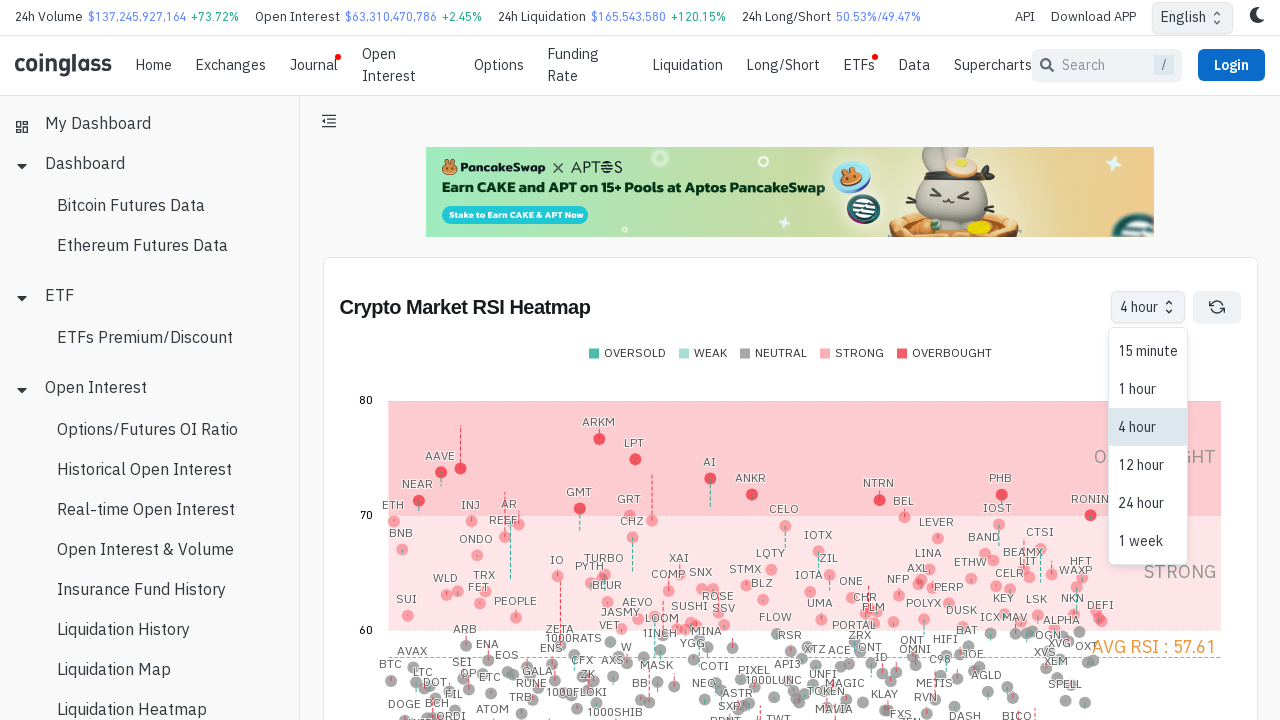 24h Volume $137,245,927,164 +73.72% Open Interest $63,310,470,786 +2.45% 24h Liquidation $165,543,580 +120.15% 24h Long/Short 50.53%/49.47% API Download APP English
coinglass Home Exchanges Journal Open Interest Options Funding Rate Liquidation Long/Short ETFs Data Supercharts Search / Login
My Dashboard
Dashboard
Bitcoin Futures Data
Ethereum Futures Data
ETF
ETFs Premium/Discount
Open Interest
Options/Futures OI Ratio
Historical Open Interest
Real-time Open Interest
Open Interest & Volume
Insurance Fund History
Liquidation History
Liquidation Map
Liquidation Heatmap
PancakeSwap × APTOS
Earn CAKE and APT on 15+ Pools at Aptos PancakeSwap
Stake to Earn CAKE & APT Now
Crypto Market RSI Heatmap
4 hour
15 minute
1 hour
4 hour
12 hour
24 hour
1 week
OVERSOLD WEAK NEUTRAL STRONG OVERBOUGHT
80
ARKM
LPT
AAVE
AI
NEAR
GMT
ANKR
NTRN
PHB
ETH
INJ
AR
GRT
CELO
BEL
IOST
RONIN
70
BNB
ONDO
REEF
CHZ
IOTX
LEVER
BAND
CTSI
STRONG
WLD
TRX
FET
IO
TURBO
PYTH
BLUR
XAI
COMP
SNX
STMX
LQTY
BLZ
ZIL
IOTA
ONE
LINA
AXL
NFP
PERP
ETHW
BEAMX
LIT
CELR
HFT
WAXP
SUI
PEOPLE
AEVO
JASMY
SUSHI
ROSE
SSV
UMA
CHR
FLM
POLYX
DUSK
KEY
LSK
NKN
DEFI
60
ARB
ZETA
1000RATS
VET
LOOM
1INCH
MINA
FLOW
RSR
PORTAL
ZRX
ONT
HIFI
BAT
ICX
MAV
ALPHA
OGN
AVG RSI : 57.61
BTC
AVAX
ENA
EOS
ENS
W
YGG
XTZ
ACE
ONT
OMNI
JOE
XVS
XVG
XEM
OXT
LTC
SEI
OP
ETC
GALA
CFX
AXS
MASK
COTI
PIXEL
API3
UNFI
ID
C98
AGLD
DOT
FIL
RUNE
ZK
BB
NEO
1000LUNC
MAGIC
METIS
SPELL
DOGE
BCH
TRB
1000FLOKI
ASTR
TOKEN
KLAY
RVN
ORDI
ATOM
1000SHIB
SXP
TWT
MAVIA
FXS
DASH
BICO